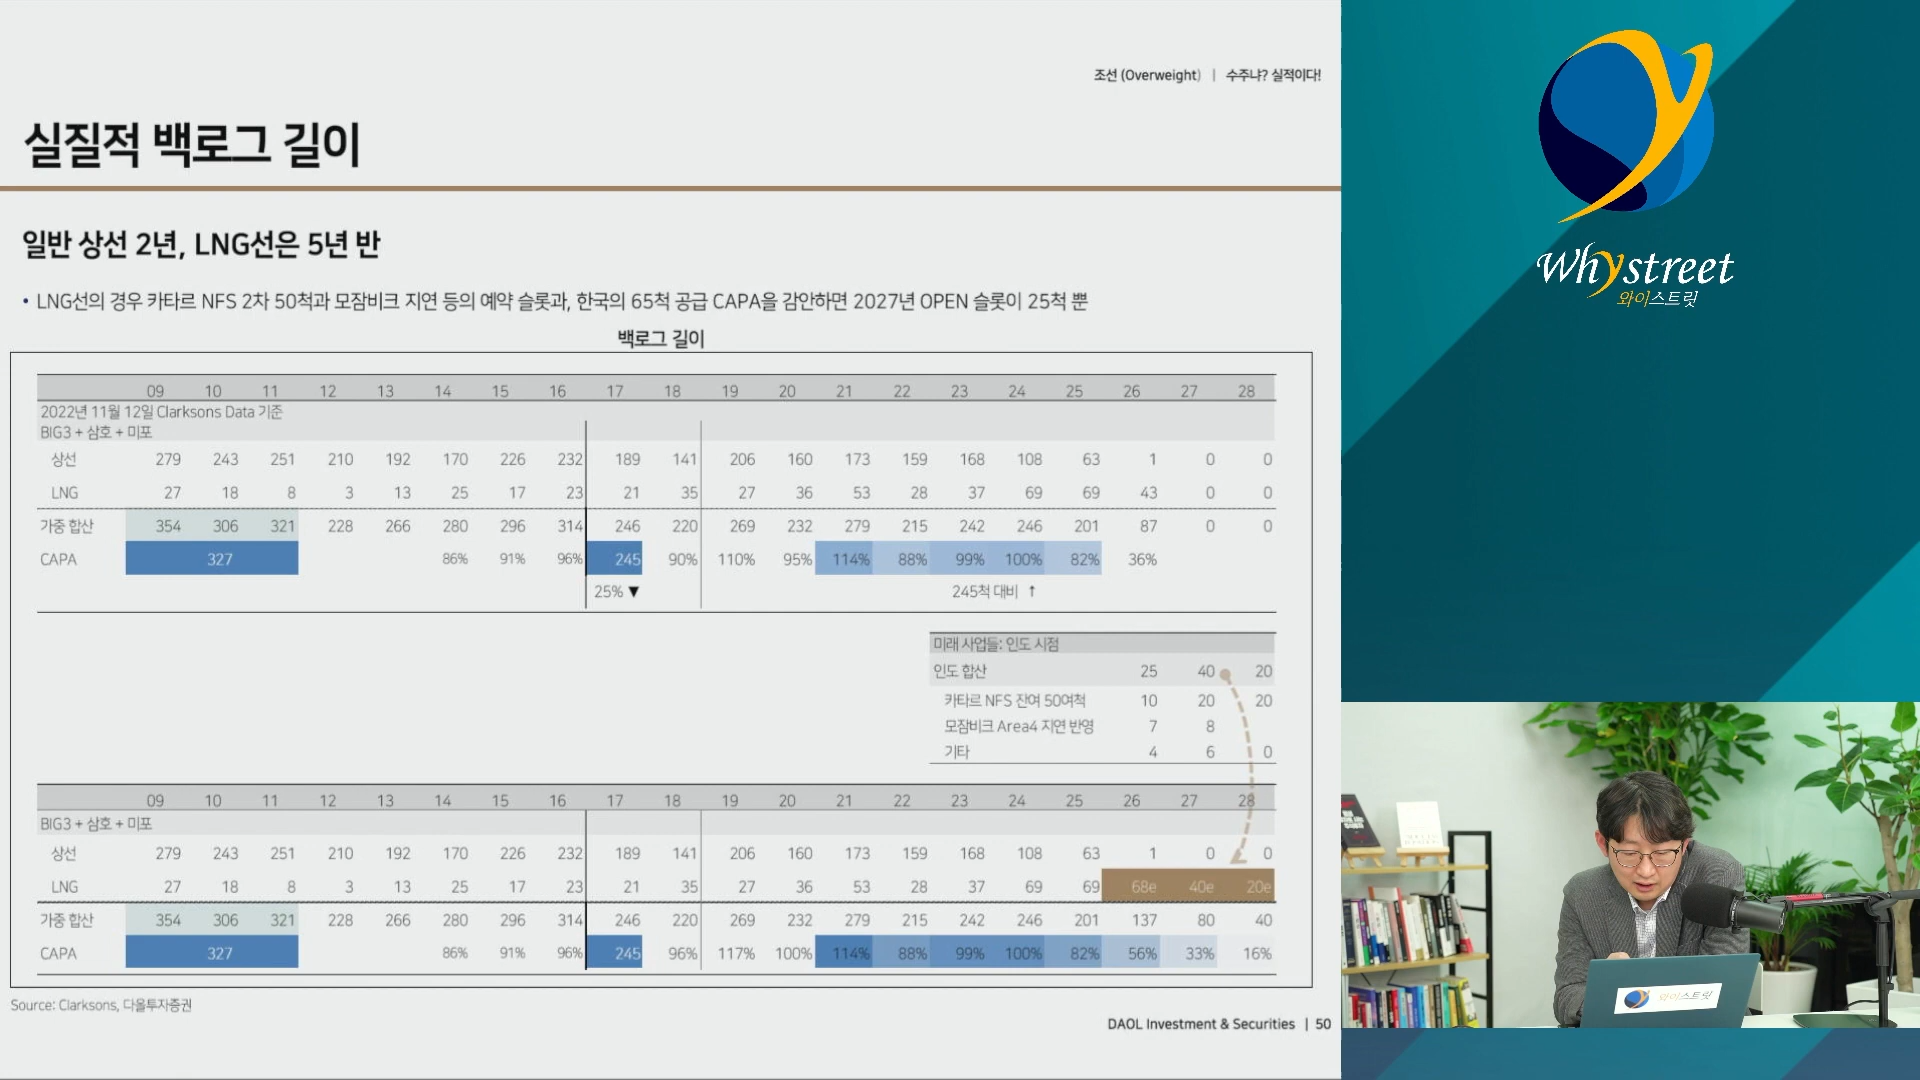 조선 (Overweight) | 수주냐? 실적이다!
실질적 백로그 길이
일반 상선 2년, LNG선은 5년 반
• LNG선의 경우 카타르 NFS 2차 50척과 모잠비크 지연 등의 예약 슬롯과, 한국의 65척 공급 CAPA을 감안하면 2027년 OPEN 슬롯이 25척 뿐
백로그 길이
09 10 11 12 13 14 15 16 17 18 19 20 21 22 23 24 25 26 27 28
2022년 11월 12일 Clarksons Data 기준
BIG3 + 삼호 + 미포
상선 279 243 251 210 192 170 226 232 189 141 206 160 173 159 168 108 63 1 0 0
LNG 27 18 8 3 13 25 17 23 21 35 27 36 53 28 37 69 69 43 0 0
가중 합산 354 306 321 228 266 280 296 314 246 220 269 232 279 215 242 246 201 87 0 0
CAPA 327 86% 91% 96% 245 90% 110% 95% 114% 88% 99% 100% 82% 36%
25% ▼ 245척 대비 ↑
미래 사업들: 인도 시점
인도 합산 25 40 20
카타르 NFS 잔여 50여척 10 20 20
모잠비크 Area4 지연 반영 7 8
기타 4 6 0
09 10 11 12 13 14 15 16 17 18 19 20 21 22 23 24 25 26 27 28
BIG3 + 삼호 + 미포
상선 279 243 251 210 192 170 226 232 189 141 206 160 173 159 168 108 63 1 0 0
LNG 27 18 8 3 13 25 17 23 21 35 27 36 53 28 37 69 69 68e 40e 20e
가중 합산 354 306 321 228 266 280 296 314 246 220 269 232 279 215 242 246 201 137 80 40
CAPA 327 86% 91% 96% 245 96% 117% 100% 114% 88% 99% 100% 82% 56% 33% 16%
Source: Clarksons, 다올투자증권
DAOL Investment & Securities | 50
Whystreet
와이스트릿
와이스트릿